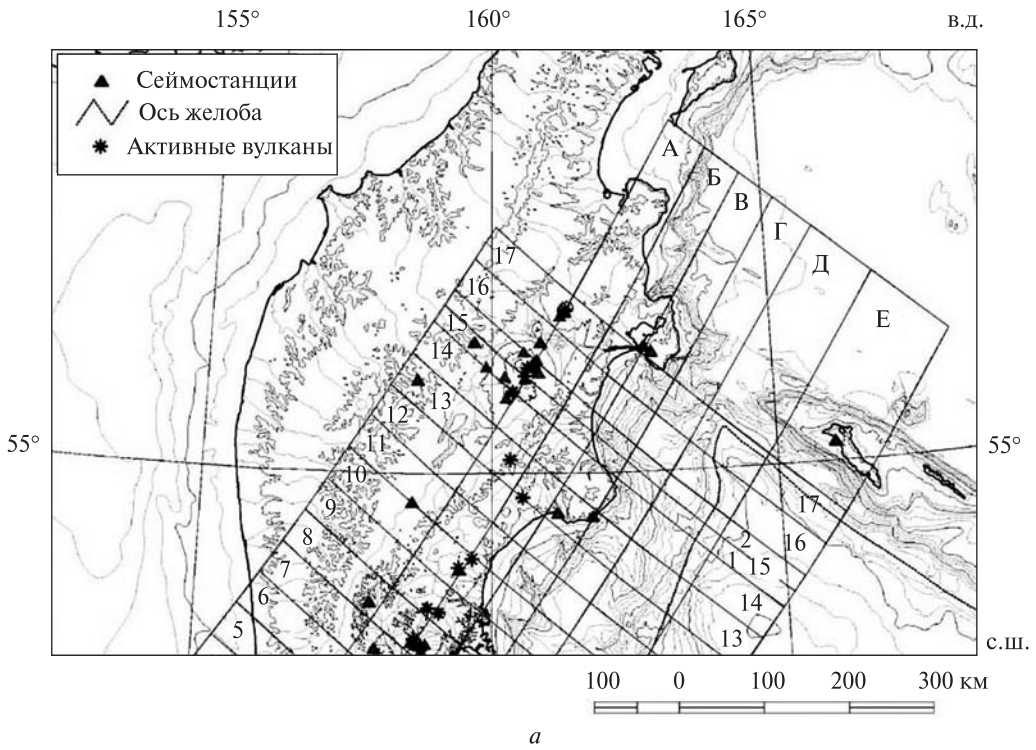 155° 160° 165° в.д.
Сеймостанции
Ось желоба
Активные вулканы
А
Б
В
Г
Д
Е
17
16
15
14
13
12
11
10
9
8
7
6
5
55° 55°
17
16
2
1
15
14
13
с.ш.
100 0 100 200 300 км
а